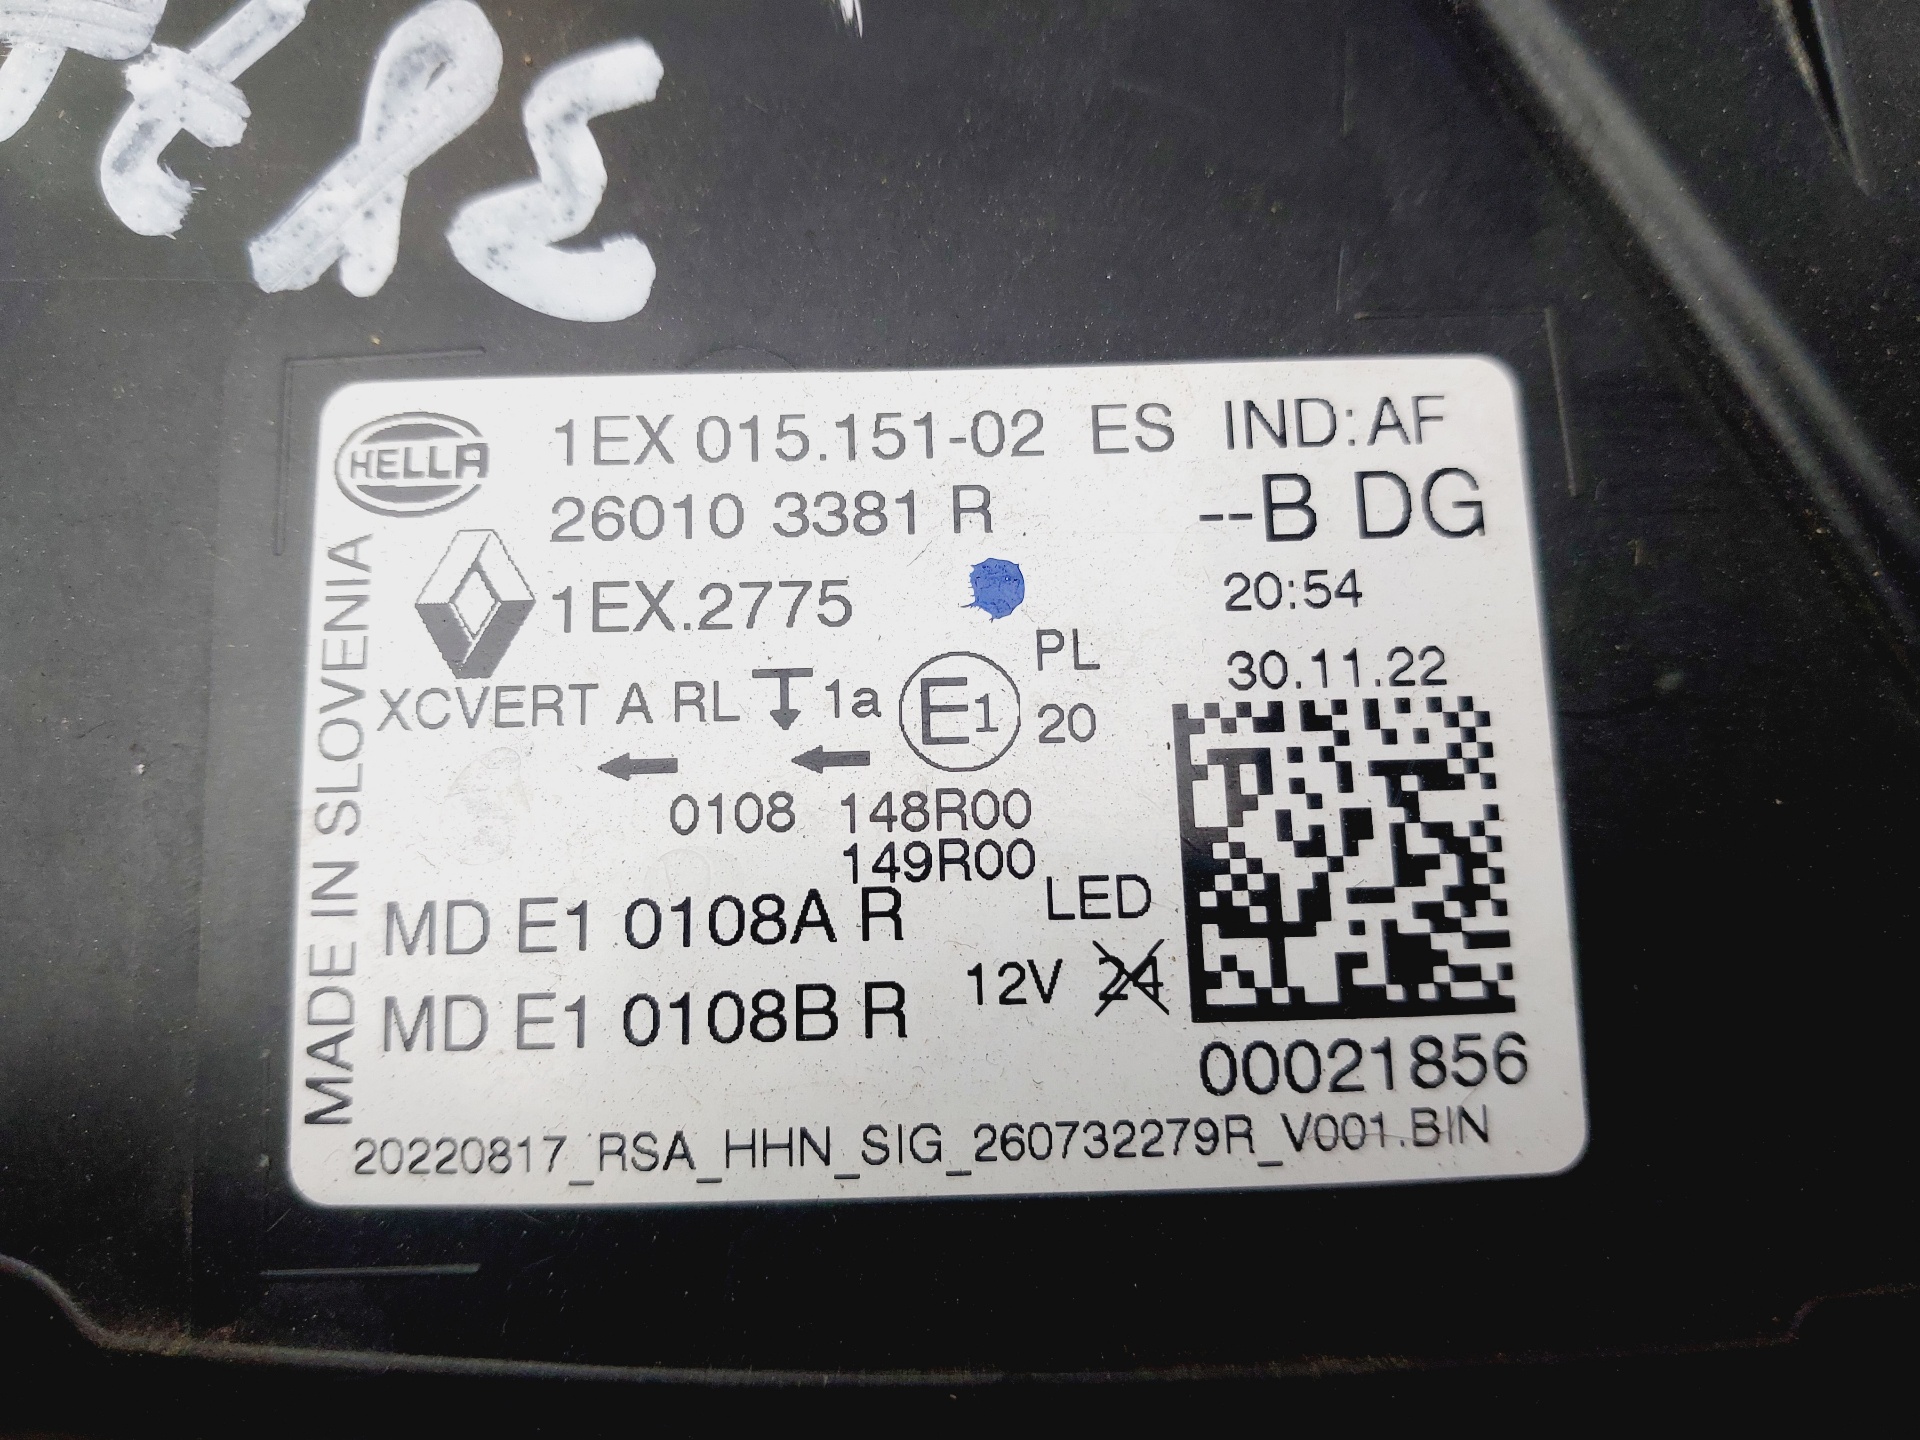 HELLA
1EX 015.151-02 ES IND:AF
26010 3381 R --B DG
1EX.2775 20:54
PL 30.11.22
XCVERT A RL 1a E1 20
0108 148R00
149R00
MD E1 0108A R LED
MD E1 0108B R 12V 24
00021856
20220817_RSA_HHN_SIG_260732279R_V001.BIN
MADE IN SLOVENIA